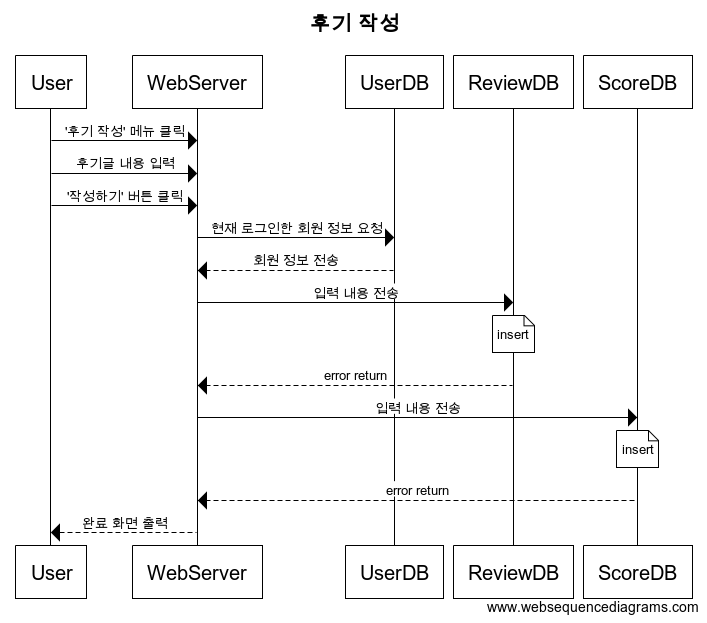 후기 작성
User WebServer UserDB ReviewDB ScoreDB
'후기 작성' 메뉴 클릭
후기글 내용 입력
'작성하기' 버튼 클릭
현재 로그인한 회원 정보 요청
회원 정보 전송
입력 내용 전송
insert
error return
입력 내용 전송
insert
error return
완료 화면 출력
User WebServer UserDB ReviewDB ScoreDB
www.websequencediagrams.com